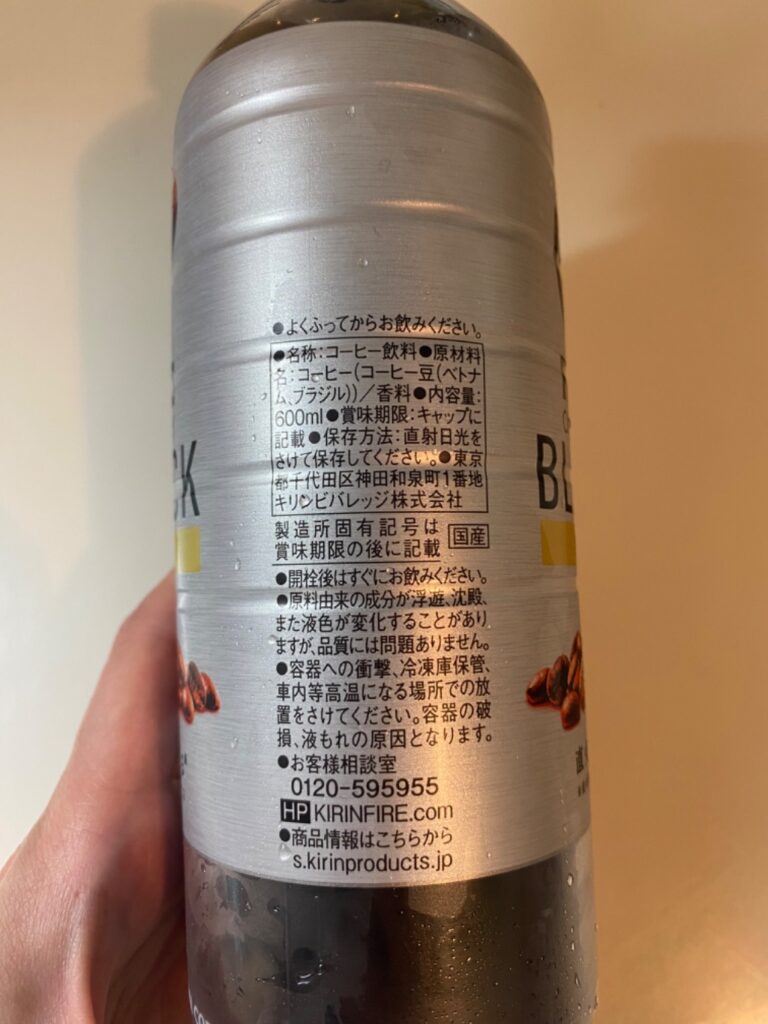 ●よくふってからお飲みください。
●名称:コーヒー飲料●原材料
名:コーヒー(コーヒー豆(ベトナ
ム、ブラジル))/香料●内容量:
600ml●賞味期限:キャップに
記載●保存方法:直射日光を
さけて保存してください。●東京
都千代田区神田和泉町1番地
キリンビバレッジ株式会社
製造所固有記号は
賞味期限の後に記載
国産
●開栓後はすぐにお飲みください。
●原料由来の成分が浮遊、沈殿、
また液色が変化することがあり
ますが、品質には問題ありません。
●容器への衝撃、冷凍庫保管、
車内等高温になる場所での放
置をさけてください。容器の破
損、液もれの原因となります。
●お客様相談室
0120-595955
HP KIRINFIRE.com
●商品情報はこちらから
s.kirinproducts.jp
CK
BL